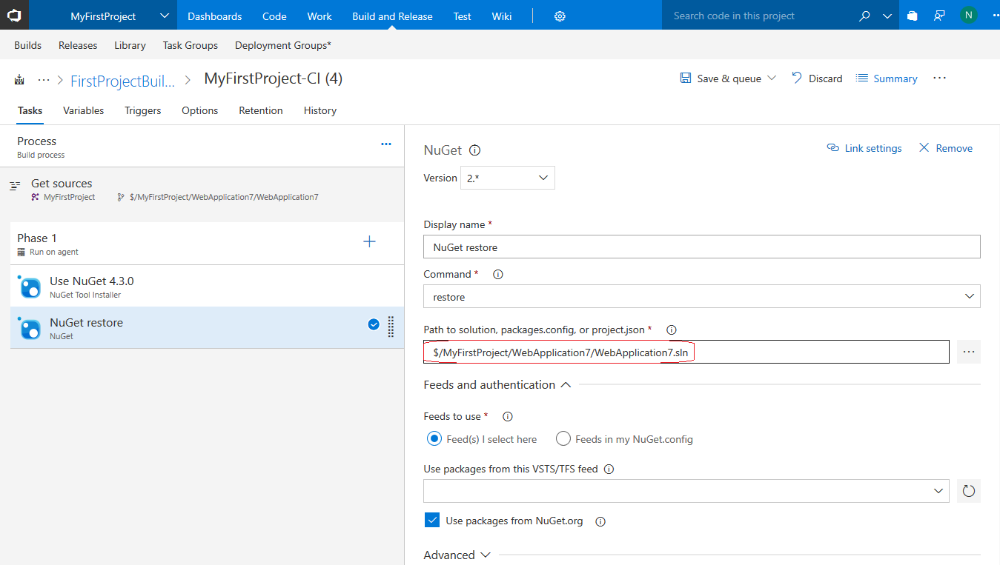 MyFirstProject
Dashboards Code Work Build and Release Test Wiki
Search code in this project
N
Builds Releases Library Task Groups Deployment Groups*
FirstProjectBuil... > MyFirstProject-CI (4)
Save & queue Discard Summary
Tasks Variables Triggers Options Retention History
Process
Build process
Get sources
MyFirstProject $/MyFirstProject/WebApplication7/WebApplication7
Phase 1
Run on agent
Use NuGet 4.3.0
NuGet Tool Installer
NuGet restore
NuGet
NuGet
Link settings Remove
Version 2.*
Display name *
NuGet restore
Command *
restore
Path to solution, packages.config, or project.json *
$/MyFirstProject/WebApplication7/WebApplication7.sln
Feeds and authentication
Feeds to use *
Feed(s) I select here Feeds in my NuGet.config
Use packages from this VSTS/TFS feed
Use packages from NuGet.org
Advanced